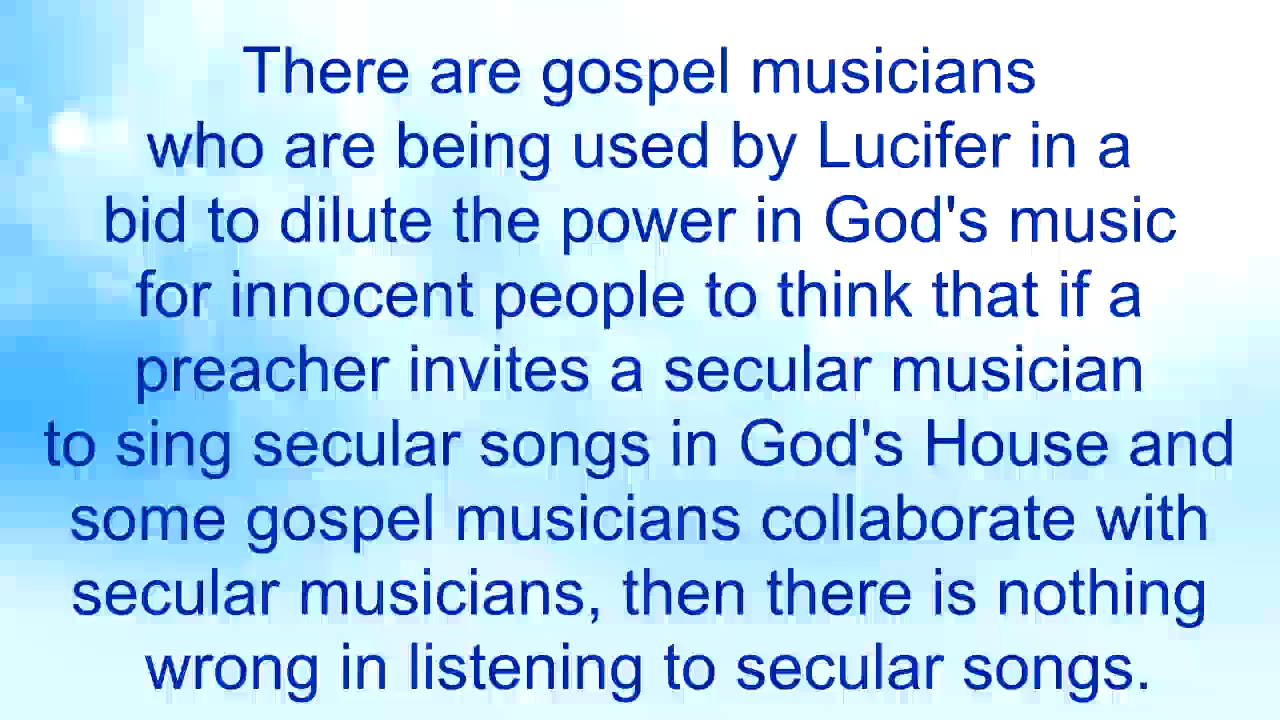 There are gospel musicians
who are being used by Lucifer in a
bid to dilute the power in God's music
for innocent people to think that if a
preacher invites a secular musician
to sing secular songs in God's House and
some gospel musicians collaborate with
secular musicians, then there is nothing
wrong in listening to secular songs.